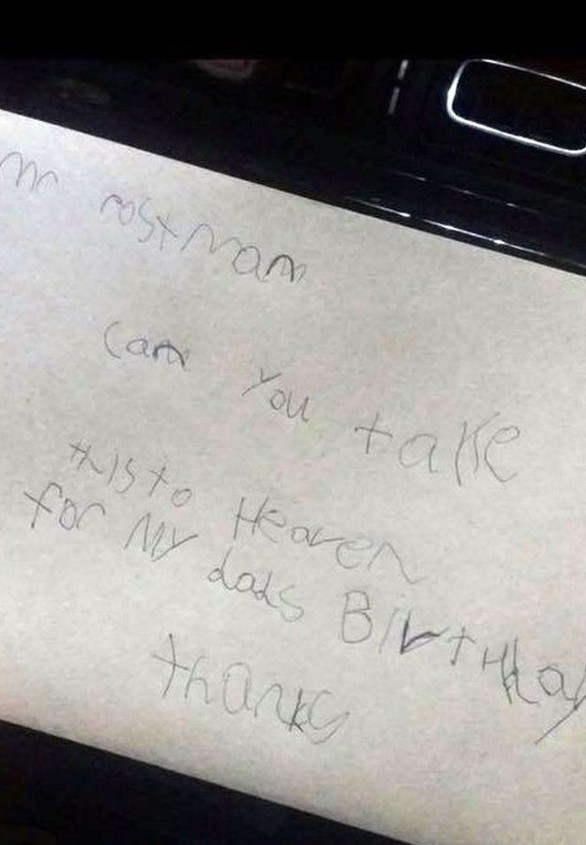 mr Postman
Can You take
this to Heaven
for My dads BirtHday
thanks